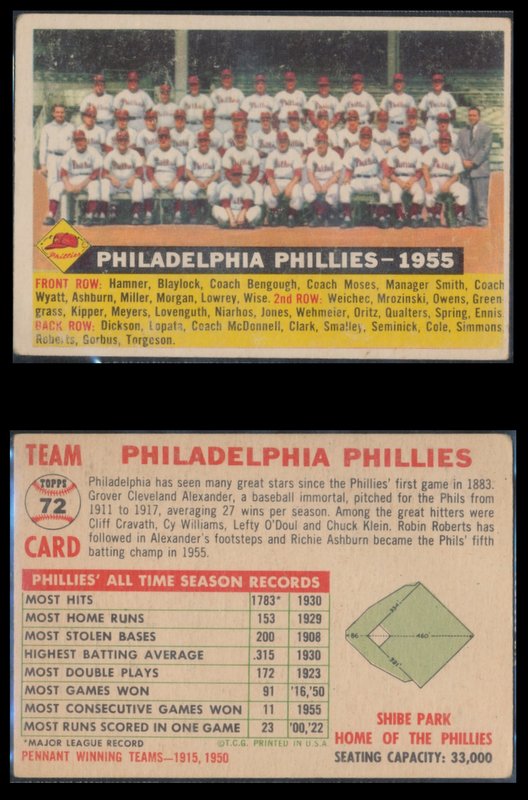 Phillies
PHILADELPHIA PHILLIES–1955
FRONT ROW: Hamner, Blaylock, Coach Bengough, Coach Moses, Manager Smith, Coach
Wyatt, Ashburn, Miller, Morgan, Lowrey, Wise. 2nd ROW: Weichec, Mrozinski, Owens, Green-
grass, Kipper, Meyers, Lovenguth, Niarhos, Jones, Wehmeier, Oritz, Qualters, Spring, Ennis
BACK ROW: Dickson, Lopata, Coach McDonnell, Clark, Smalley, Seminick, Cole, Simmons,
Roberts, Gorbus, Torgeson.
TEAM PHILADELPHIA PHILLIES
TOPPS
72
CARD
Philadelphia has seen many great stars since the Phillies' first game in 1883.
Grover Cleveland Alexander, a baseball immortal, pitched for the Phils from
1911 to 1917, averaging 27 wins per season. Among the great hitters were
Cliff Cravath, Cy Williams, Lefty O'Doul and Chuck Klein. Robin Roberts has
followed in Alexander's footsteps and Richie Ashburn became the Phils' fifth
batting champ in 1955.
PHILLIES' ALL TIME SEASON RECORDS
MOST HITS 1783* 1930
MOST HOME RUNS 153 1929
MOST STOLEN BASES 200 1908
HIGHEST BATTING AVERAGE .315 1930
MOST DOUBLE PLAYS 172 1923
MOST GAMES WON 91 '16,'50
MOST CONSECUTIVE GAMES WON 11 1955
MOST RUNS SCORED IN ONE GAME 23 '00,'22
*MAJOR LEAGUE RECORD ©T.C.G. PRINTED IN U.S.A
PENNANT WINNING TEAMS–1915, 1950
334'
86
460'
SHIBE PARK
HOME OF THE PHILLIES
SEATING CAPACITY: 33,000